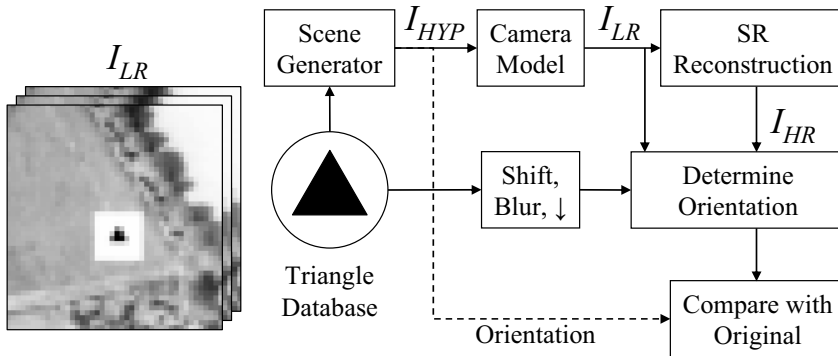 I_LR
Scene
Generator
I_HYP
Camera
Model
I_LR
SR
Reconstruction
I_HR
Shift,
Blur, ↓
Determine
Orientation
Triangle
Database
Orientation
Compare with
Original